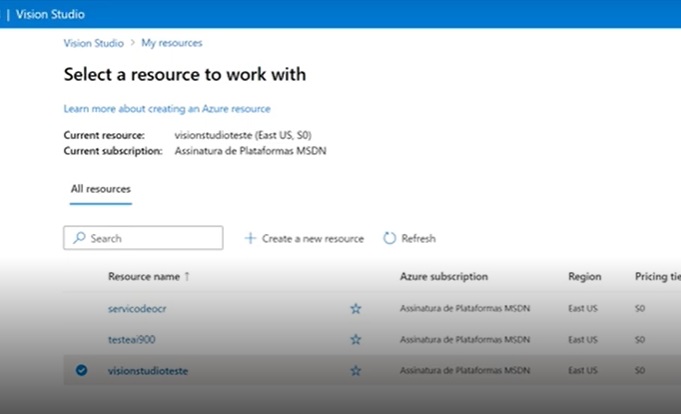 | Vision Studio
Vision Studio > My resources
Select a resource to work with
Learn more about creating an Azure resource
Current resource: visionstudioteste (East US, S0)
Current subscription: Assinatura de Plataformas MSDN
All resources
Search + Create a new resource Refresh
Resource name ↑ Azure subscription Region Pricing tie
servicodeocr Assinatura de Plataformas MSDN East US S0
testeai900 Assinatura de Plataformas MSDN East US S0
visionstudioteste Assinatura de Plataformas MSDN East US S0